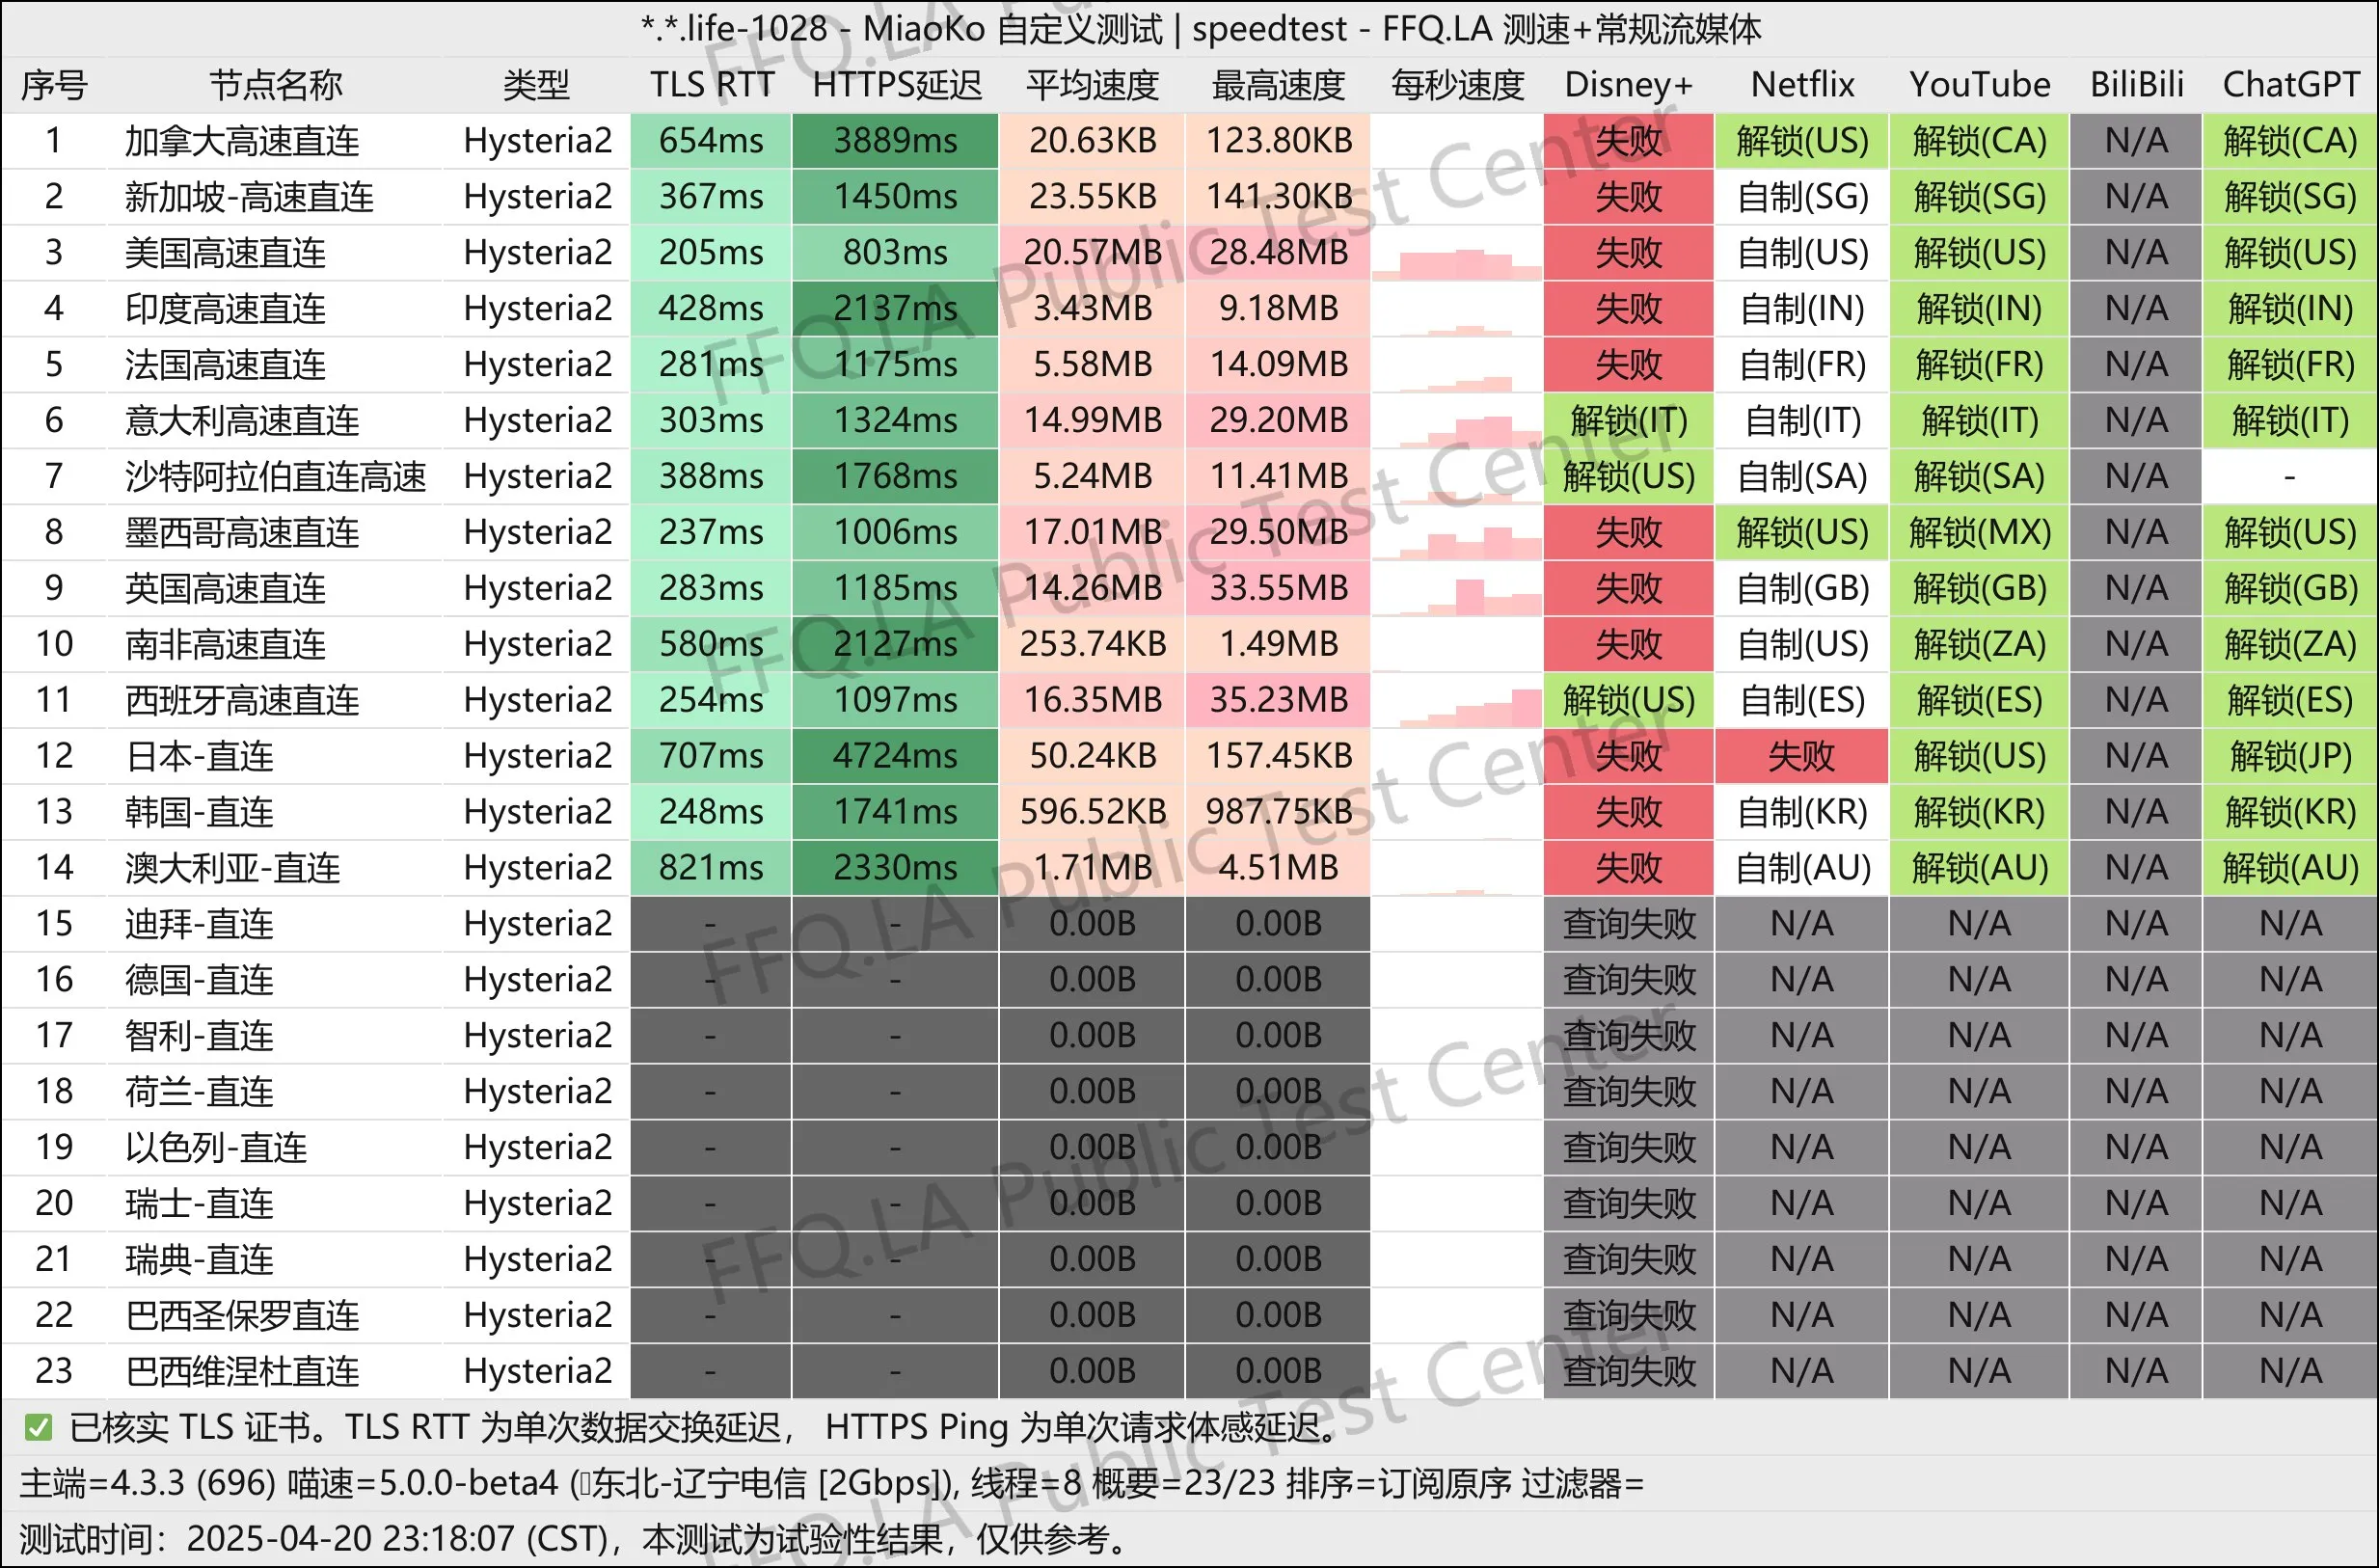 *.*.life-1028 - MiaoKo 自定义测试 | speedtest - FFQ.LA 测速+常规流媒体
序号 节点名称 类型 TLS RTT HTTPS延迟 平均速度 最高速度 每秒速度 Disney+ Netflix YouTube BiliBili ChatGPT
1 加拿大高速直连 Hysteria2 654ms 3889ms 20.63KB 123.80KB 失败 解锁(US) 解锁(CA) N/A 解锁(CA)
2 新加坡-高速直连 Hysteria2 367ms 1450ms 23.55KB 141.30KB 失败 自制(SG) 解锁(SG) N/A 解锁(SG)
3 美国高速直连 Hysteria2 205ms 803ms 20.57MB 28.48MB 失败 自制(US) 解锁(US) N/A 解锁(US)
4 印度高速直连 Hysteria2 428ms 2137ms 3.43MB 9.18MB 失败 自制(IN) 解锁(IN) N/A 解锁(IN)
5 法国高速直连 Hysteria2 281ms 1175ms 5.58MB 14.09MB 失败 自制(FR) 解锁(FR) N/A 解锁(FR)
6 意大利高速直连 Hysteria2 303ms 1324ms 14.99MB 29.20MB 解锁(IT) 自制(IT) 解锁(IT) N/A 解锁(IT)
7 沙特阿拉伯直连高速 Hysteria2 388ms 1768ms 5.24MB 11.41MB 解锁(US) 自制(SA) 解锁(SA) N/A -
8 墨西哥高速直连 Hysteria2 237ms 1006ms 17.01MB 29.50MB 失败 解锁(US) 解锁(MX) N/A 解锁(US)
9 英国高速直连 Hysteria2 283ms 1185ms 14.26MB 33.55MB 失败 自制(GB) 解锁(GB) N/A 解锁(GB)
10 南非高速直连 Hysteria2 580ms 2127ms 253.74KB 1.49MB 失败 自制(US) 解锁(ZA) N/A 解锁(ZA)
11 西班牙高速直连 Hysteria2 254ms 1097ms 16.35MB 35.23MB 解锁(US) 自制(ES) 解锁(ES) N/A 解锁(ES)
12 日本-直连 Hysteria2 707ms 4724ms 50.24KB 157.45KB 失败 失败 解锁(US) N/A 解锁(JP)
13 韩国-直连 Hysteria2 248ms 1741ms 596.52KB 987.75KB 失败 自制(KR) 解锁(KR) N/A 解锁(KR)
14 澳大利亚-直连 Hysteria2 821ms 2330ms 1.71MB 4.51MB 失败 自制(AU) 解锁(AU) N/A 解锁(AU)
15 迪拜-直连 Hysteria2 - - 0.00B 0.00B 查询失败 N/A N/A N/A N/A
16 德国-直连 Hysteria2 - - 0.00B 0.00B 查询失败 N/A N/A N/A N/A
17 智利-直连 Hysteria2 - - 0.00B 0.00B 查询失败 N/A N/A N/A N/A
18 荷兰-直连 Hysteria2 - - 0.00B 0.00B 查询失败 N/A N/A N/A N/A
19 以色列-直连 Hysteria2 - - 0.00B 0.00B 查询失败 N/A N/A N/A N/A
20 瑞士-直连 Hysteria2 - - 0.00B 0.00B 查询失败 N/A N/A N/A N/A
21 瑞典-直连 Hysteria2 - - 0.00B 0.00B 查询失败 N/A N/A N/A N/A
22 巴西圣保罗直连 Hysteria2 - - 0.00B 0.00B 查询失败 N/A N/A N/A N/A
23 巴西维涅杜直连 Hysteria2 - - 0.00B 0.00B 查询失败 N/A N/A N/A N/A
✅ 已核实 TLS 证书。TLS RTT 为单次数据交换延迟， HTTPS Ping 为单次请求体感延迟。
主端=4.3.3 (696) 喵速=5.0.0-beta4 (东北-辽宁电信 [2Gbps]), 线程=8 概要=23/23 排序=订阅原序 过滤器=
测试时间：2025-04-20 23:18:07 (CST)，本测试为试验性结果，仅供参考。
FFQ.LA Public Test Center
FFQ.LA Public Test Center
FFQ.LA Public Test Center
FFQ.LA Public Test Center
FFQ.LA Public Test Center